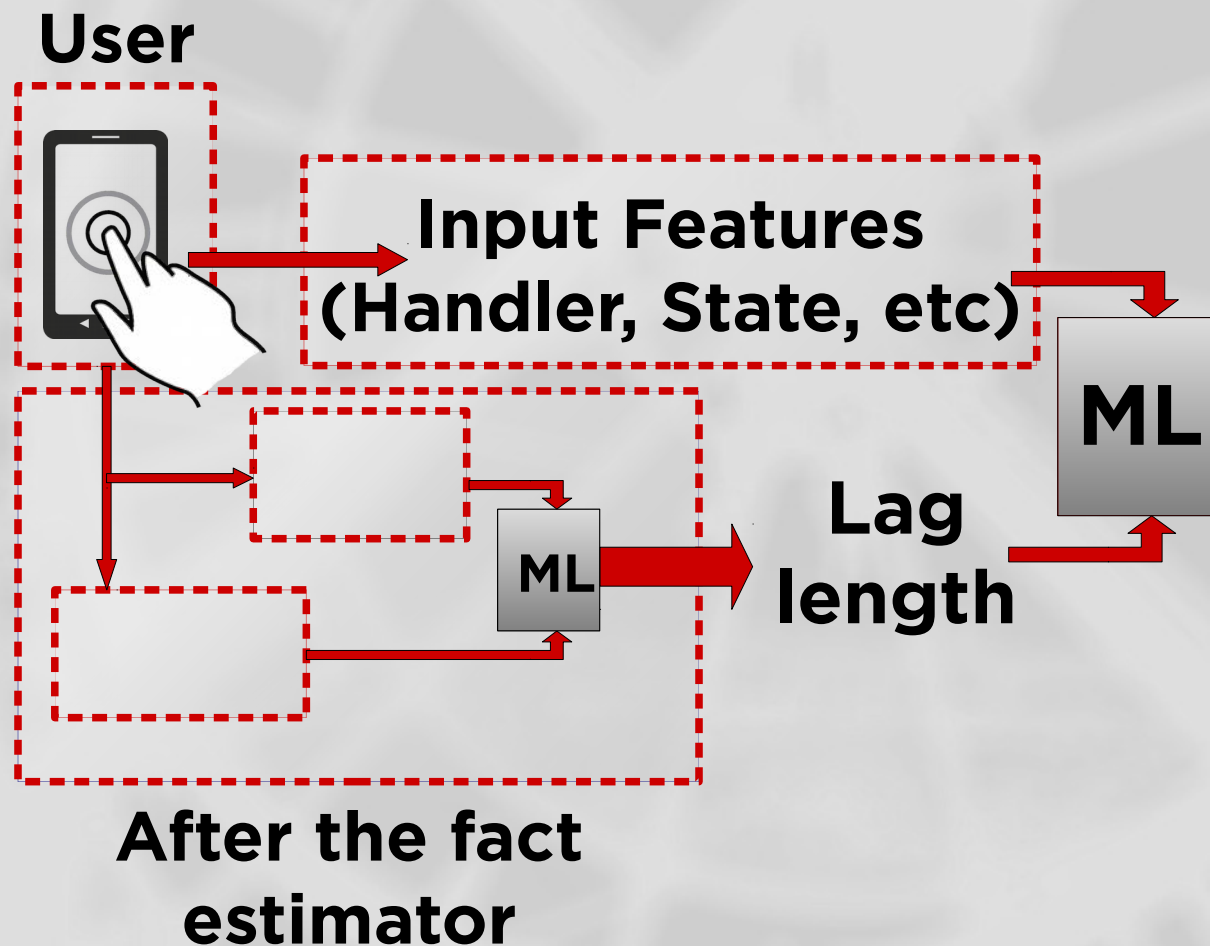 User
Input Features
(Handler, State, etc)
ML
ML
Lag
length
After the fact
estimator